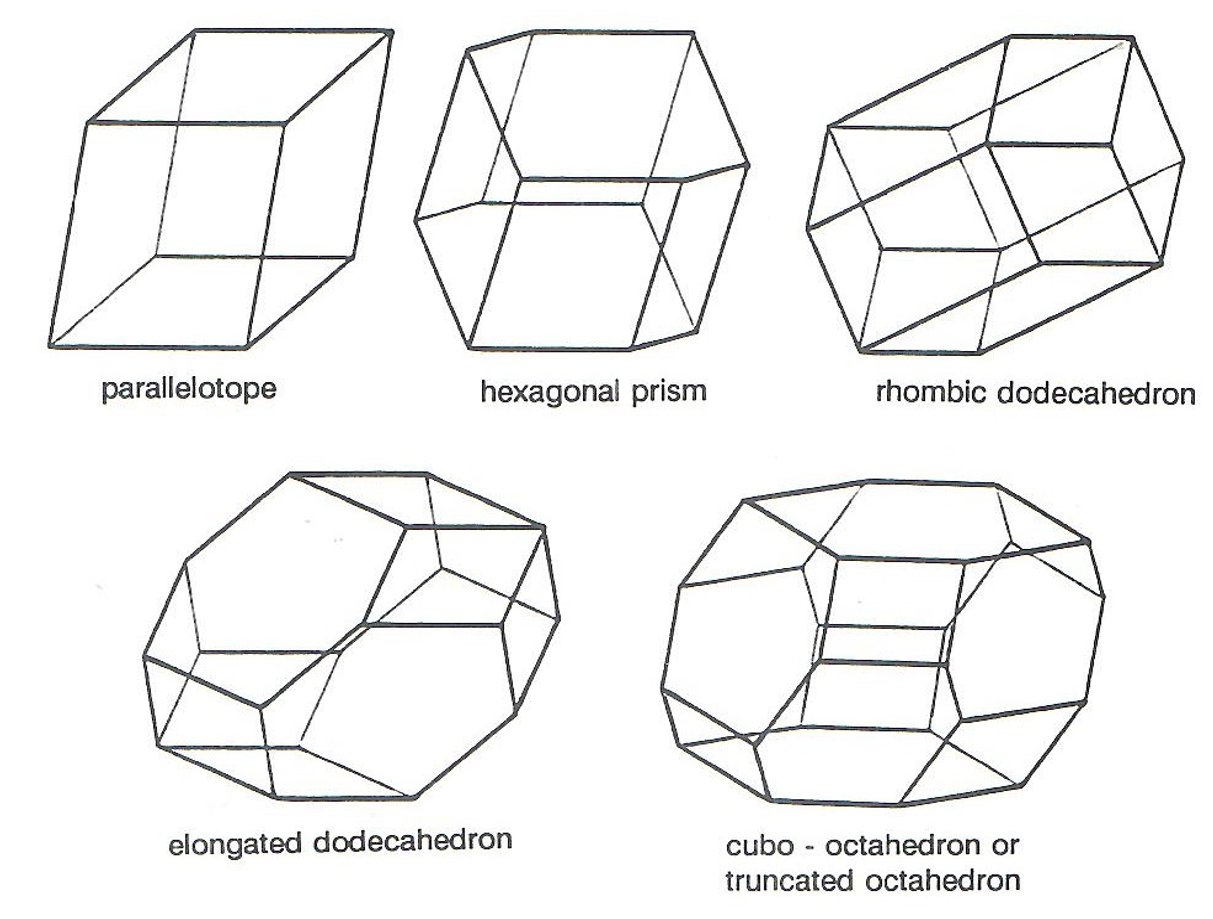 parallelotope
hexagonal prism
rhombic dodecahedron
elongated dodecahedron
cubo - octahedron or
truncated octahedron